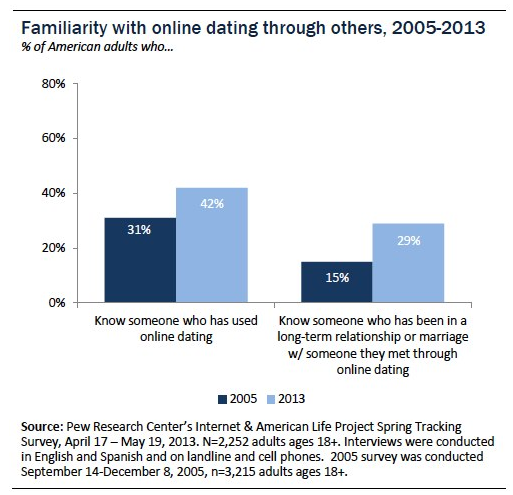 Familiarity with online dating through others, 2005-2013
% of American adults who...
80%
60%
40%
20%
0%
31%
42%
15%
29%
Know someone who has used
online dating
Know someone who has been in a
long-term relationship or marriage
w/ someone they met through
online dating
2005 2013
Source: Pew Research Center's Internet & American Life Project Spring Tracking
Survey, April 17 – May 19, 2013. N=2,252 adults ages 18+. Interviews were conducted
in English and Spanish and on landline and cell phones. 2005 survey was conducted
September 14-December 8, 2005, n=3,215 adults ages 18+.